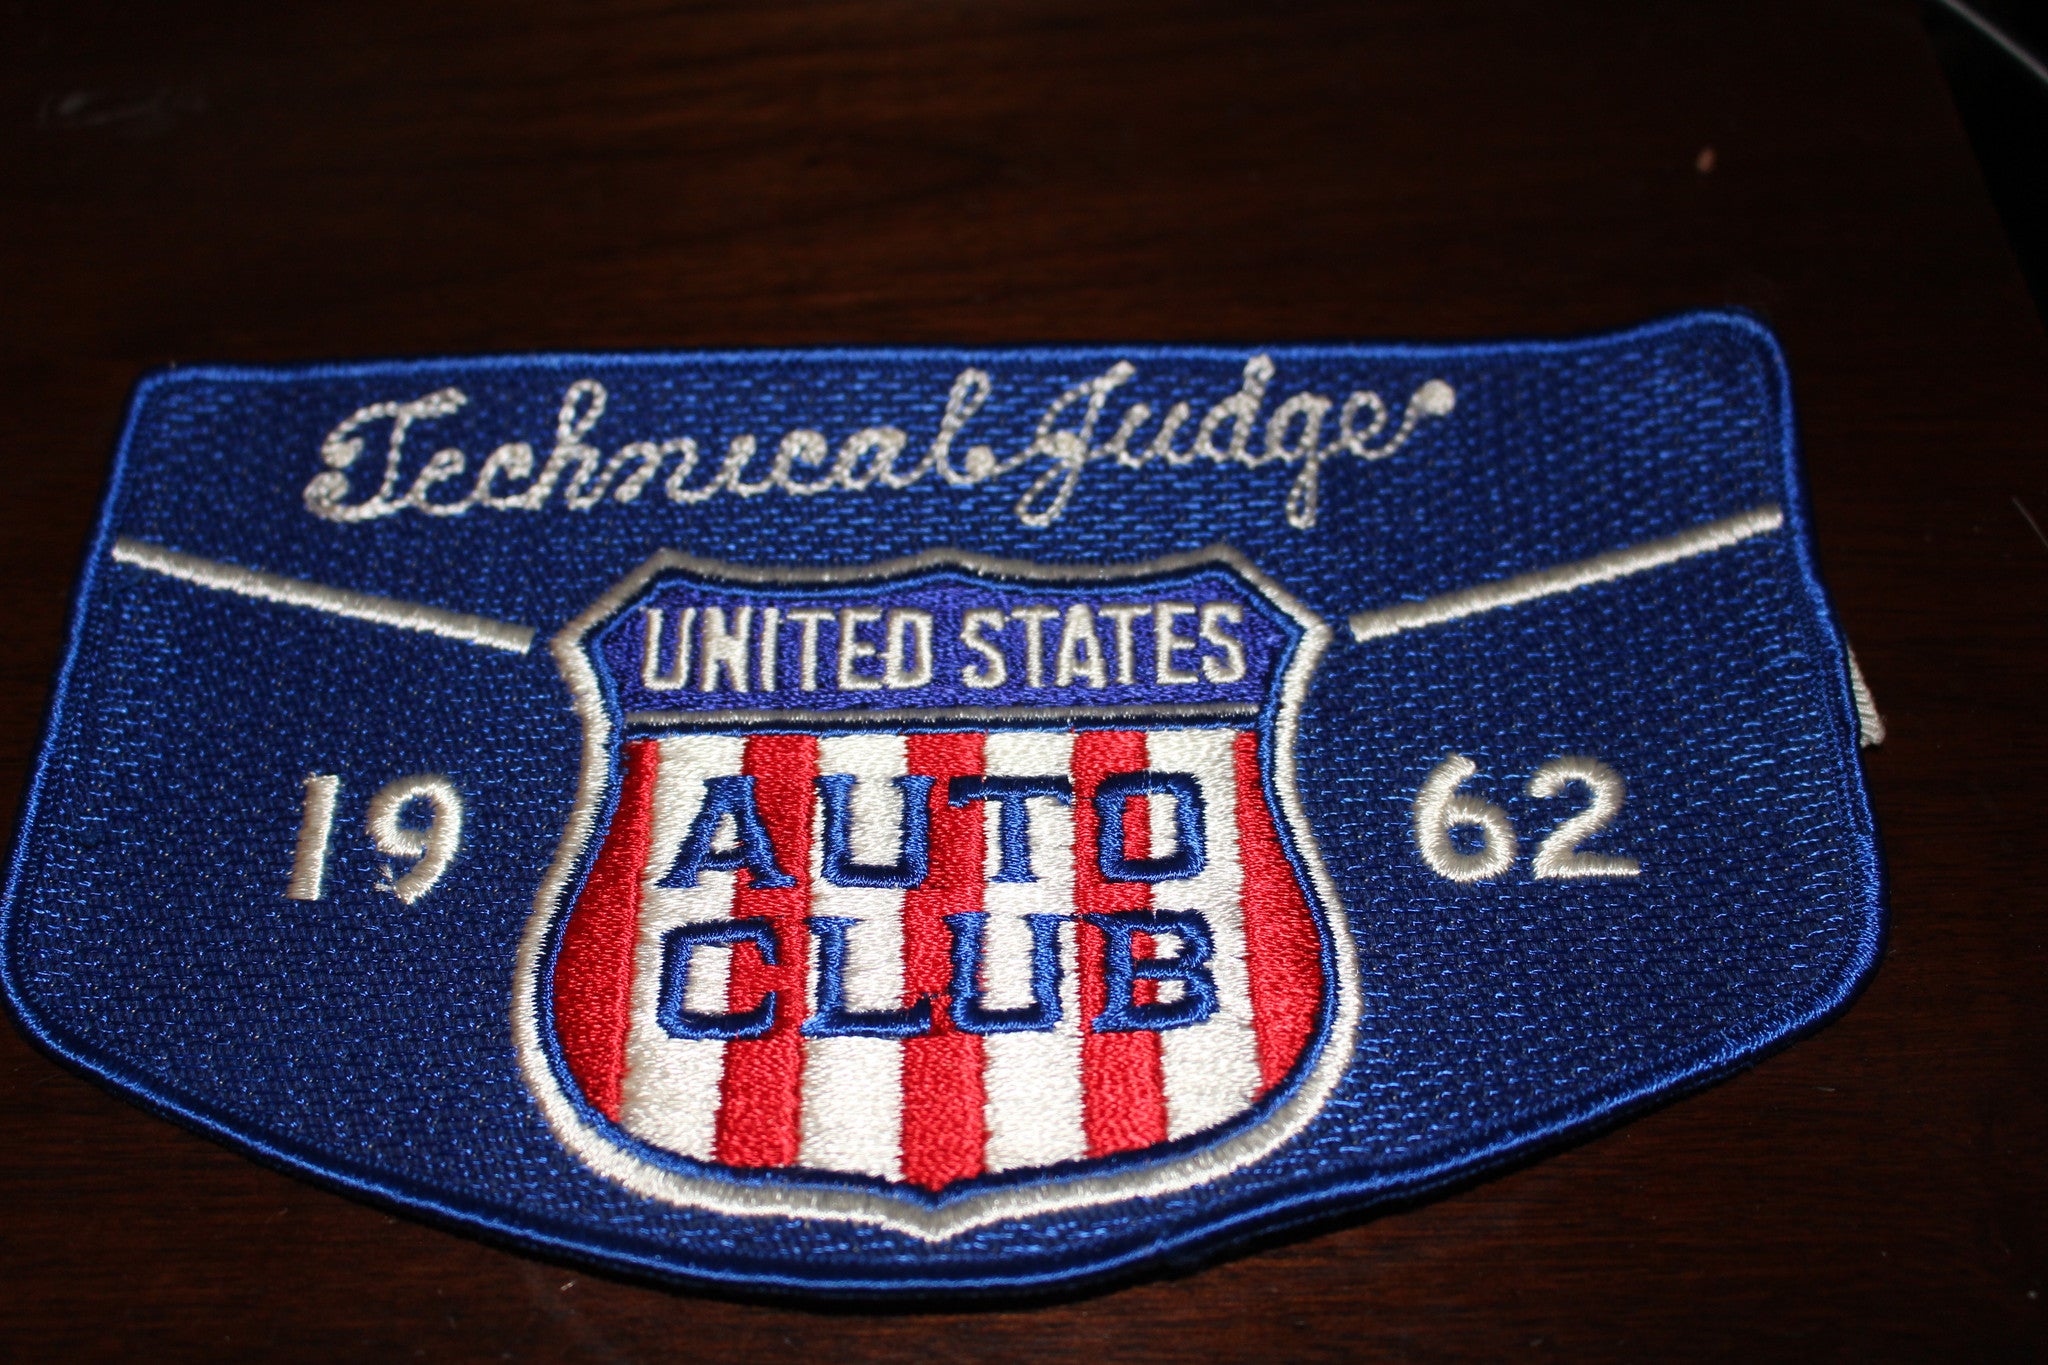 Technical Judge
UNITED STATES
19 62
AUTO
CLUB